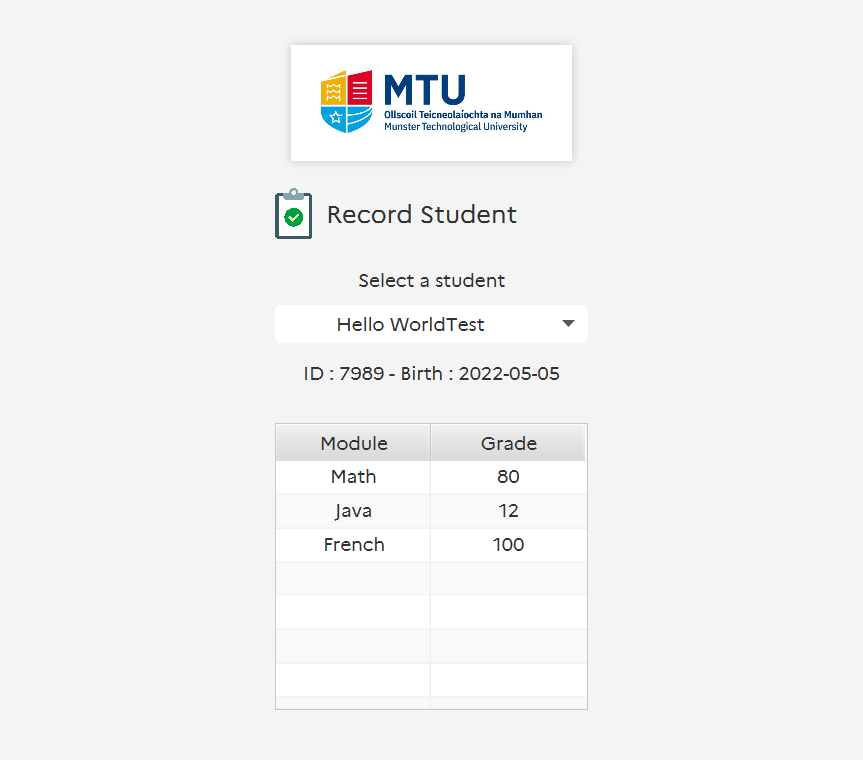 MTU
Ollscoil Teicneolaíochta na Mumhan
Munster Technological University
Record Student
Select a student
Hello WorldTest
ID : 7989 - Birth : 2022-05-05
Module Grade
Math 80
Java 12
French 100